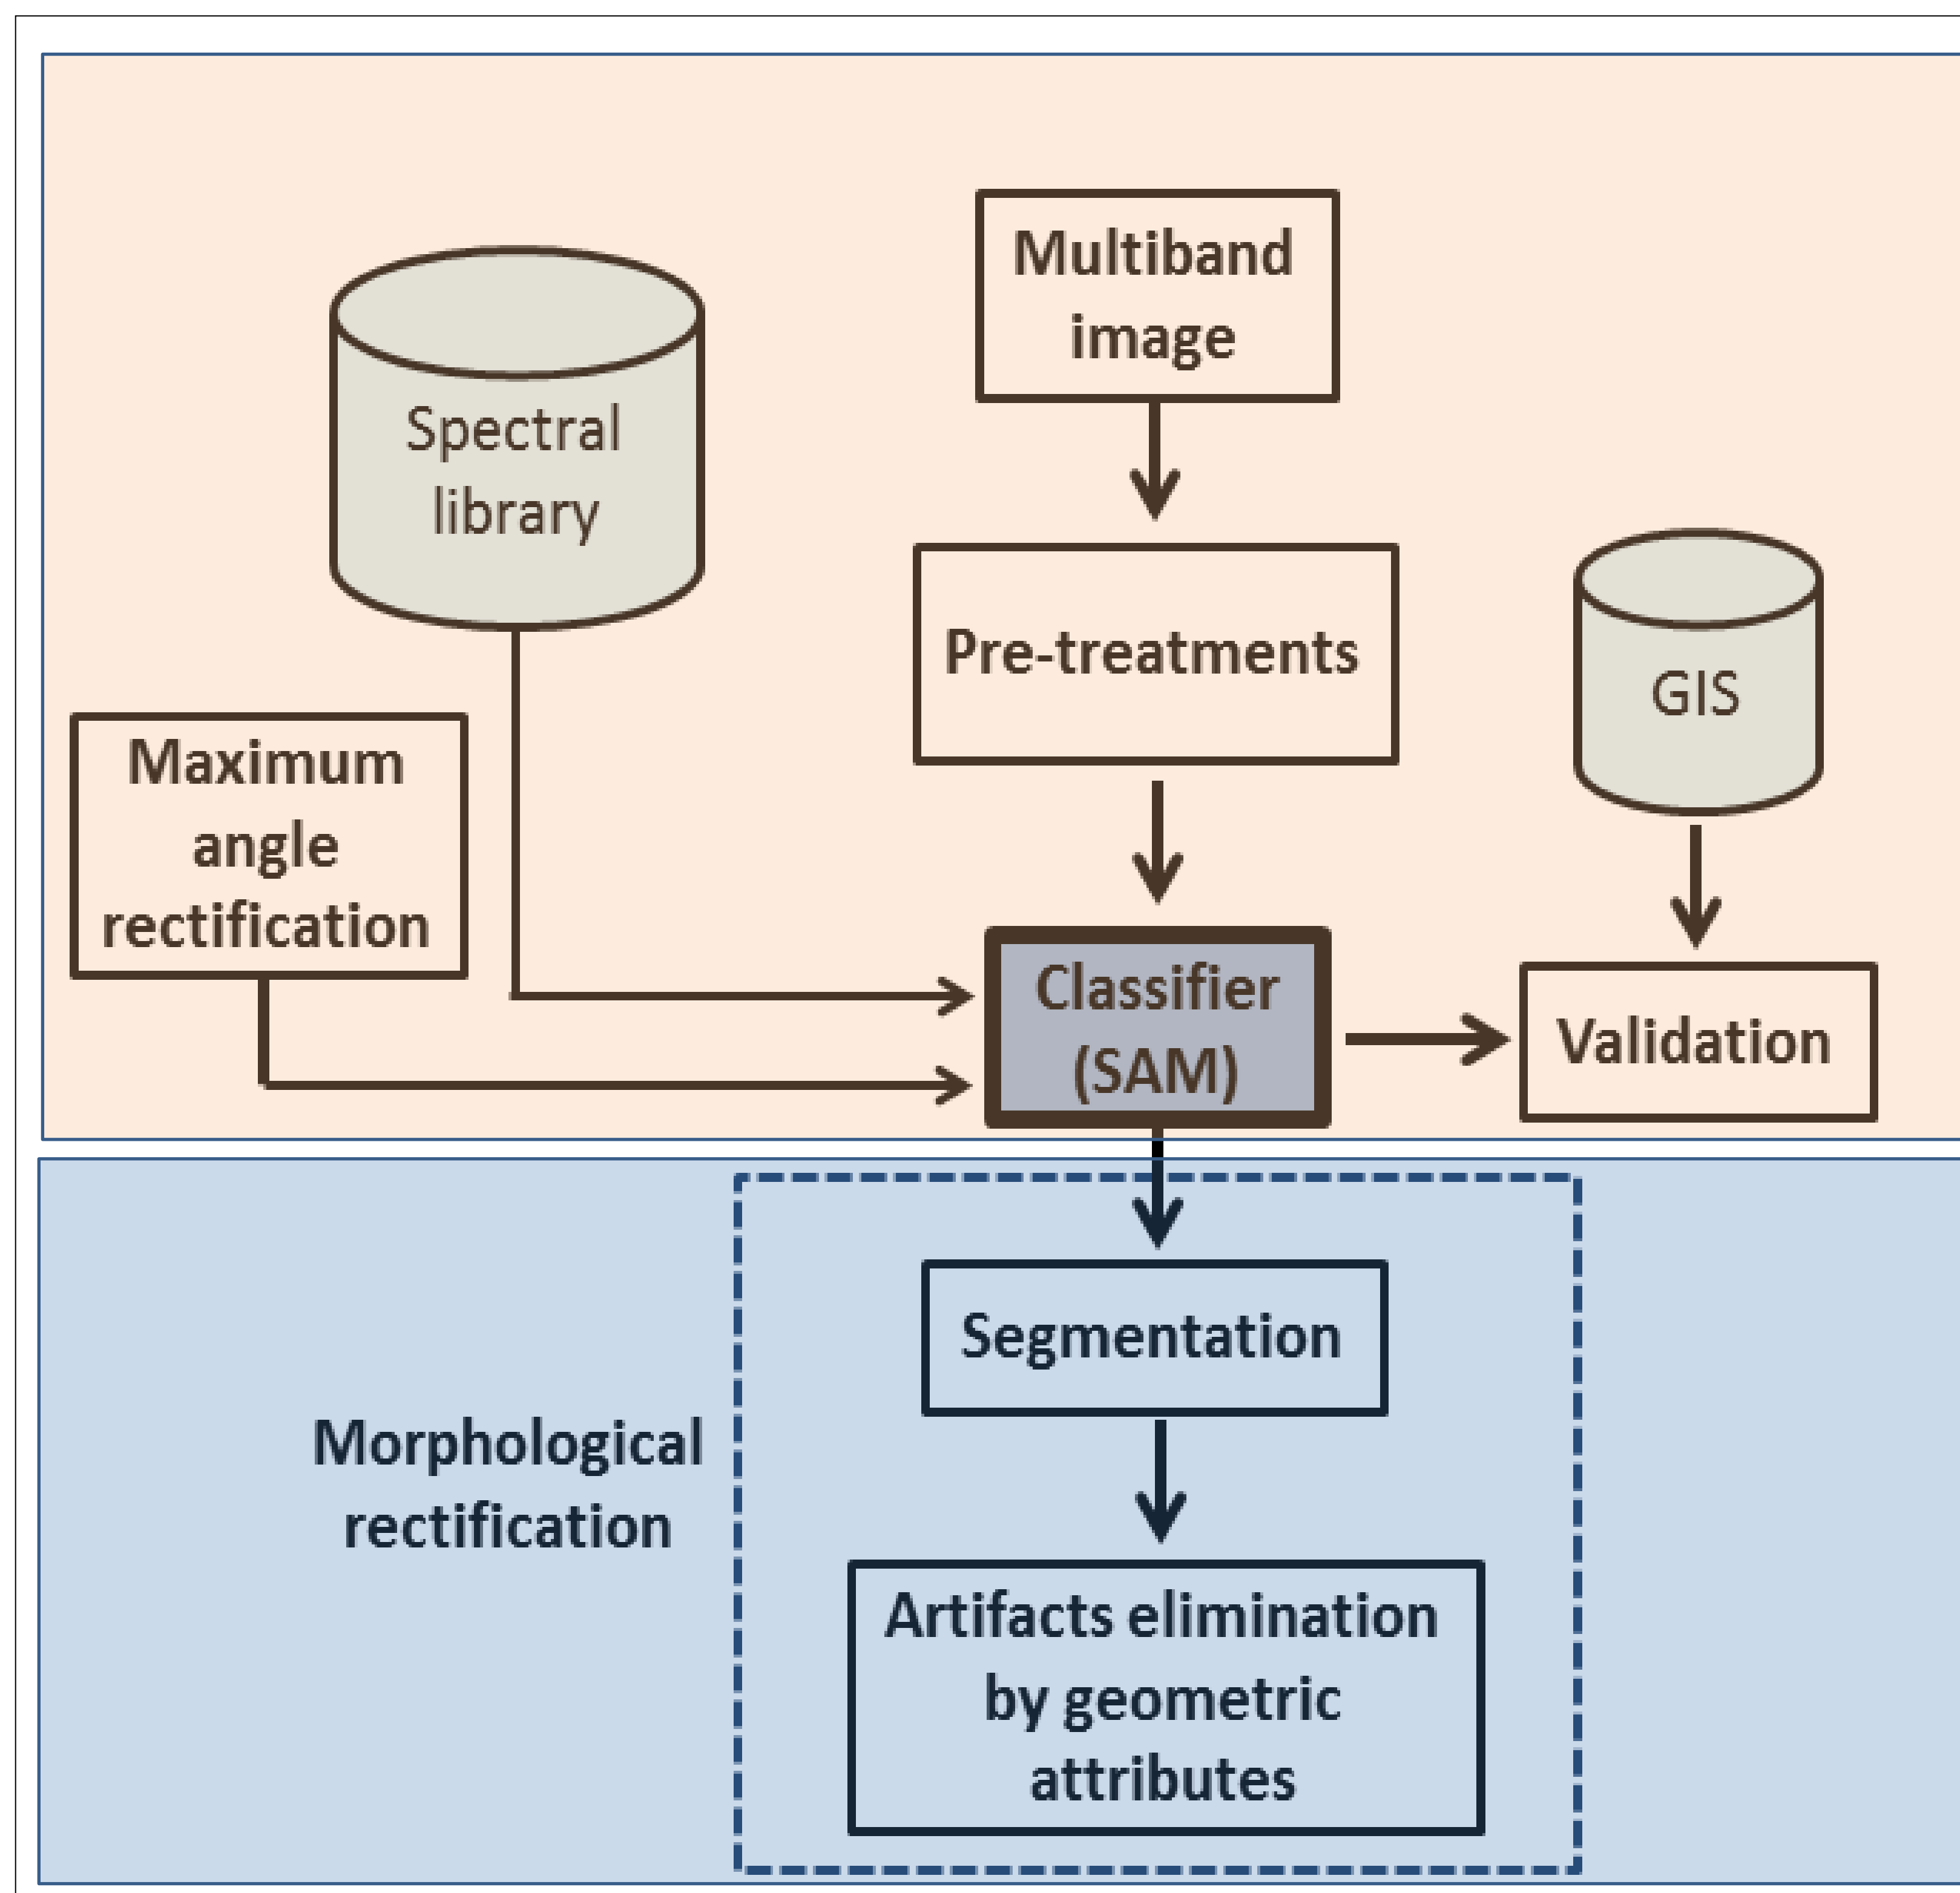 Multiband
image
Spectral
library
Pre-treatments
GIS
Maximum
angle
rectification
Classifier
(SAM)
Validation
Segmentation
Morphological
rectification
Artifacts elimination
by geometric
attributes